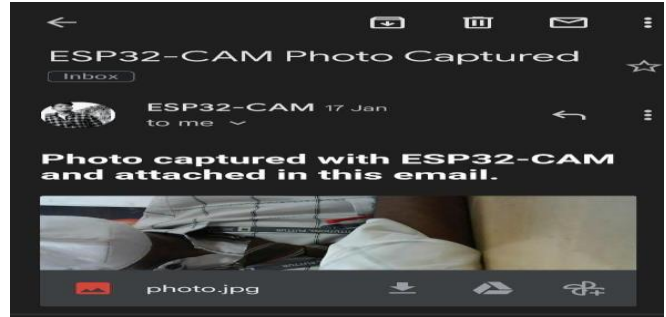 ESP32-CAM Photo Captured
Inbox
ESP32-CAM 17 Jan
to me
Photo captured with ESP32-CAM
and attached in this email.
photo.jpg